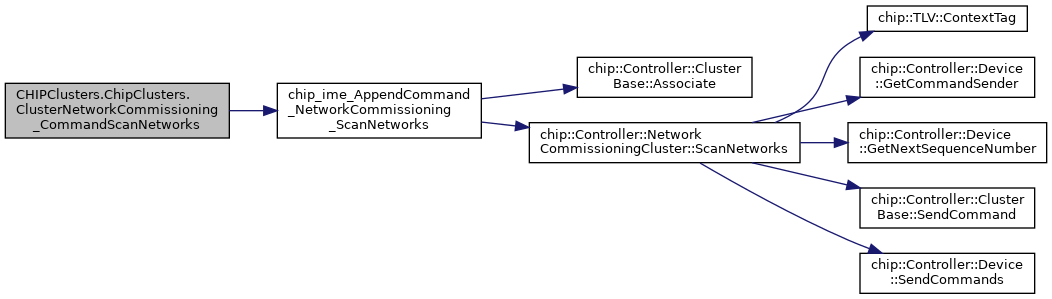 CHIPClusters.ChipClusters.
ClusterNetworkCommissioning
_CommandScanNetworks
chip_ime_AppendCommand
_NetworkCommissioning
_ScanNetworks
chip::Controller::Cluster
Base::Associate
chip::Controller::Network
CommissioningCluster::ScanNetworks
chip::TLV::ContextTag
chip::Controller::Device
::GetCommandSender
chip::Controller::Device
::GetNextSequenceNumber
chip::Controller::Cluster
Base::SendCommand
chip::Controller::Device
::SendCommands